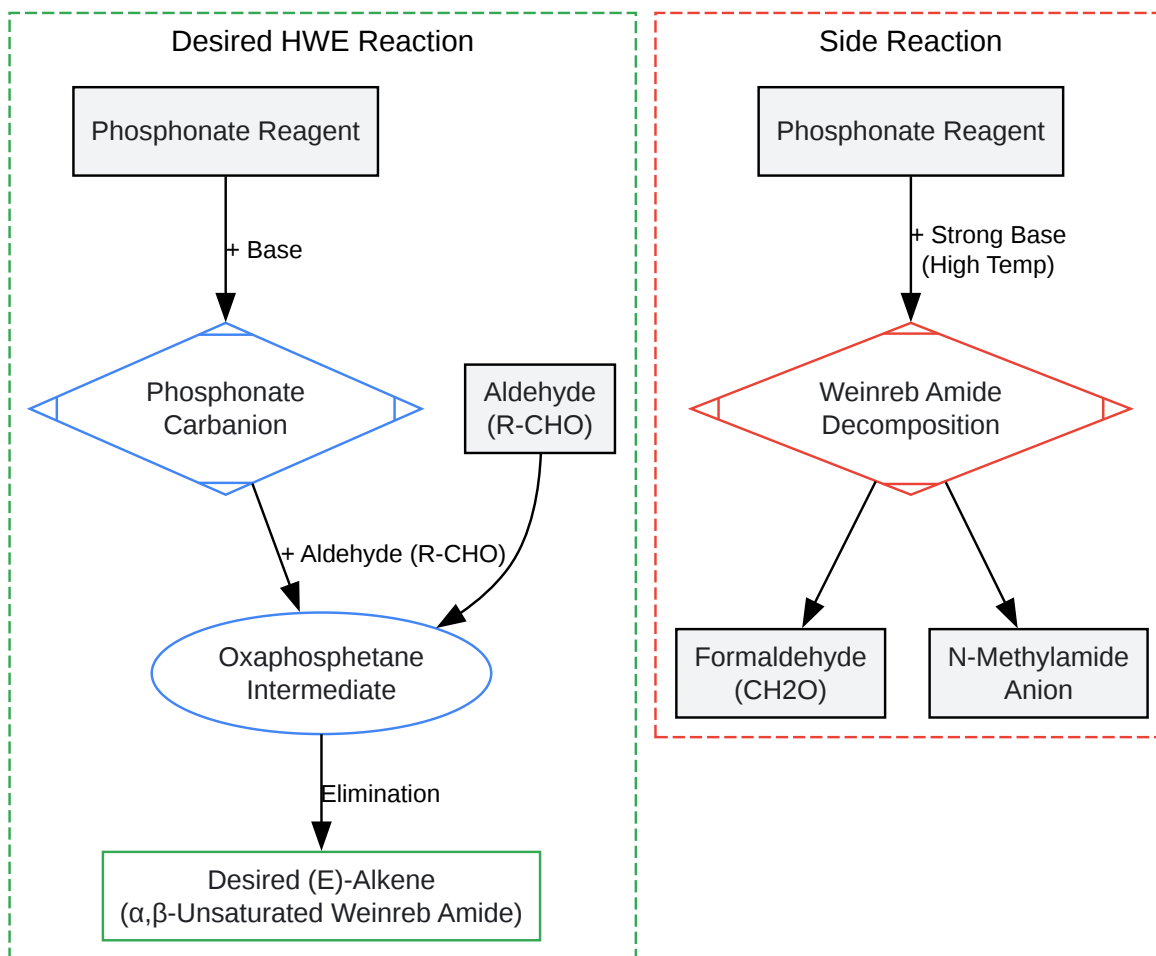 Desired HWE Reaction
Phosphonate Reagent
+ Base
Phosphonate
Carbanion
Aldehyde
(R-CHO)
+ Aldehyde (R-CHO)
Oxaphosphetane
Intermediate
Elimination
Desired (E)-Alkene
(α,β-Unsaturated Weinreb Amide)
Side Reaction
Phosphonate Reagent
+ Strong Base
(High Temp)
Weinreb Amide
Decomposition
Formaldehyde
(CH2O)
N-Methylamide
Anion